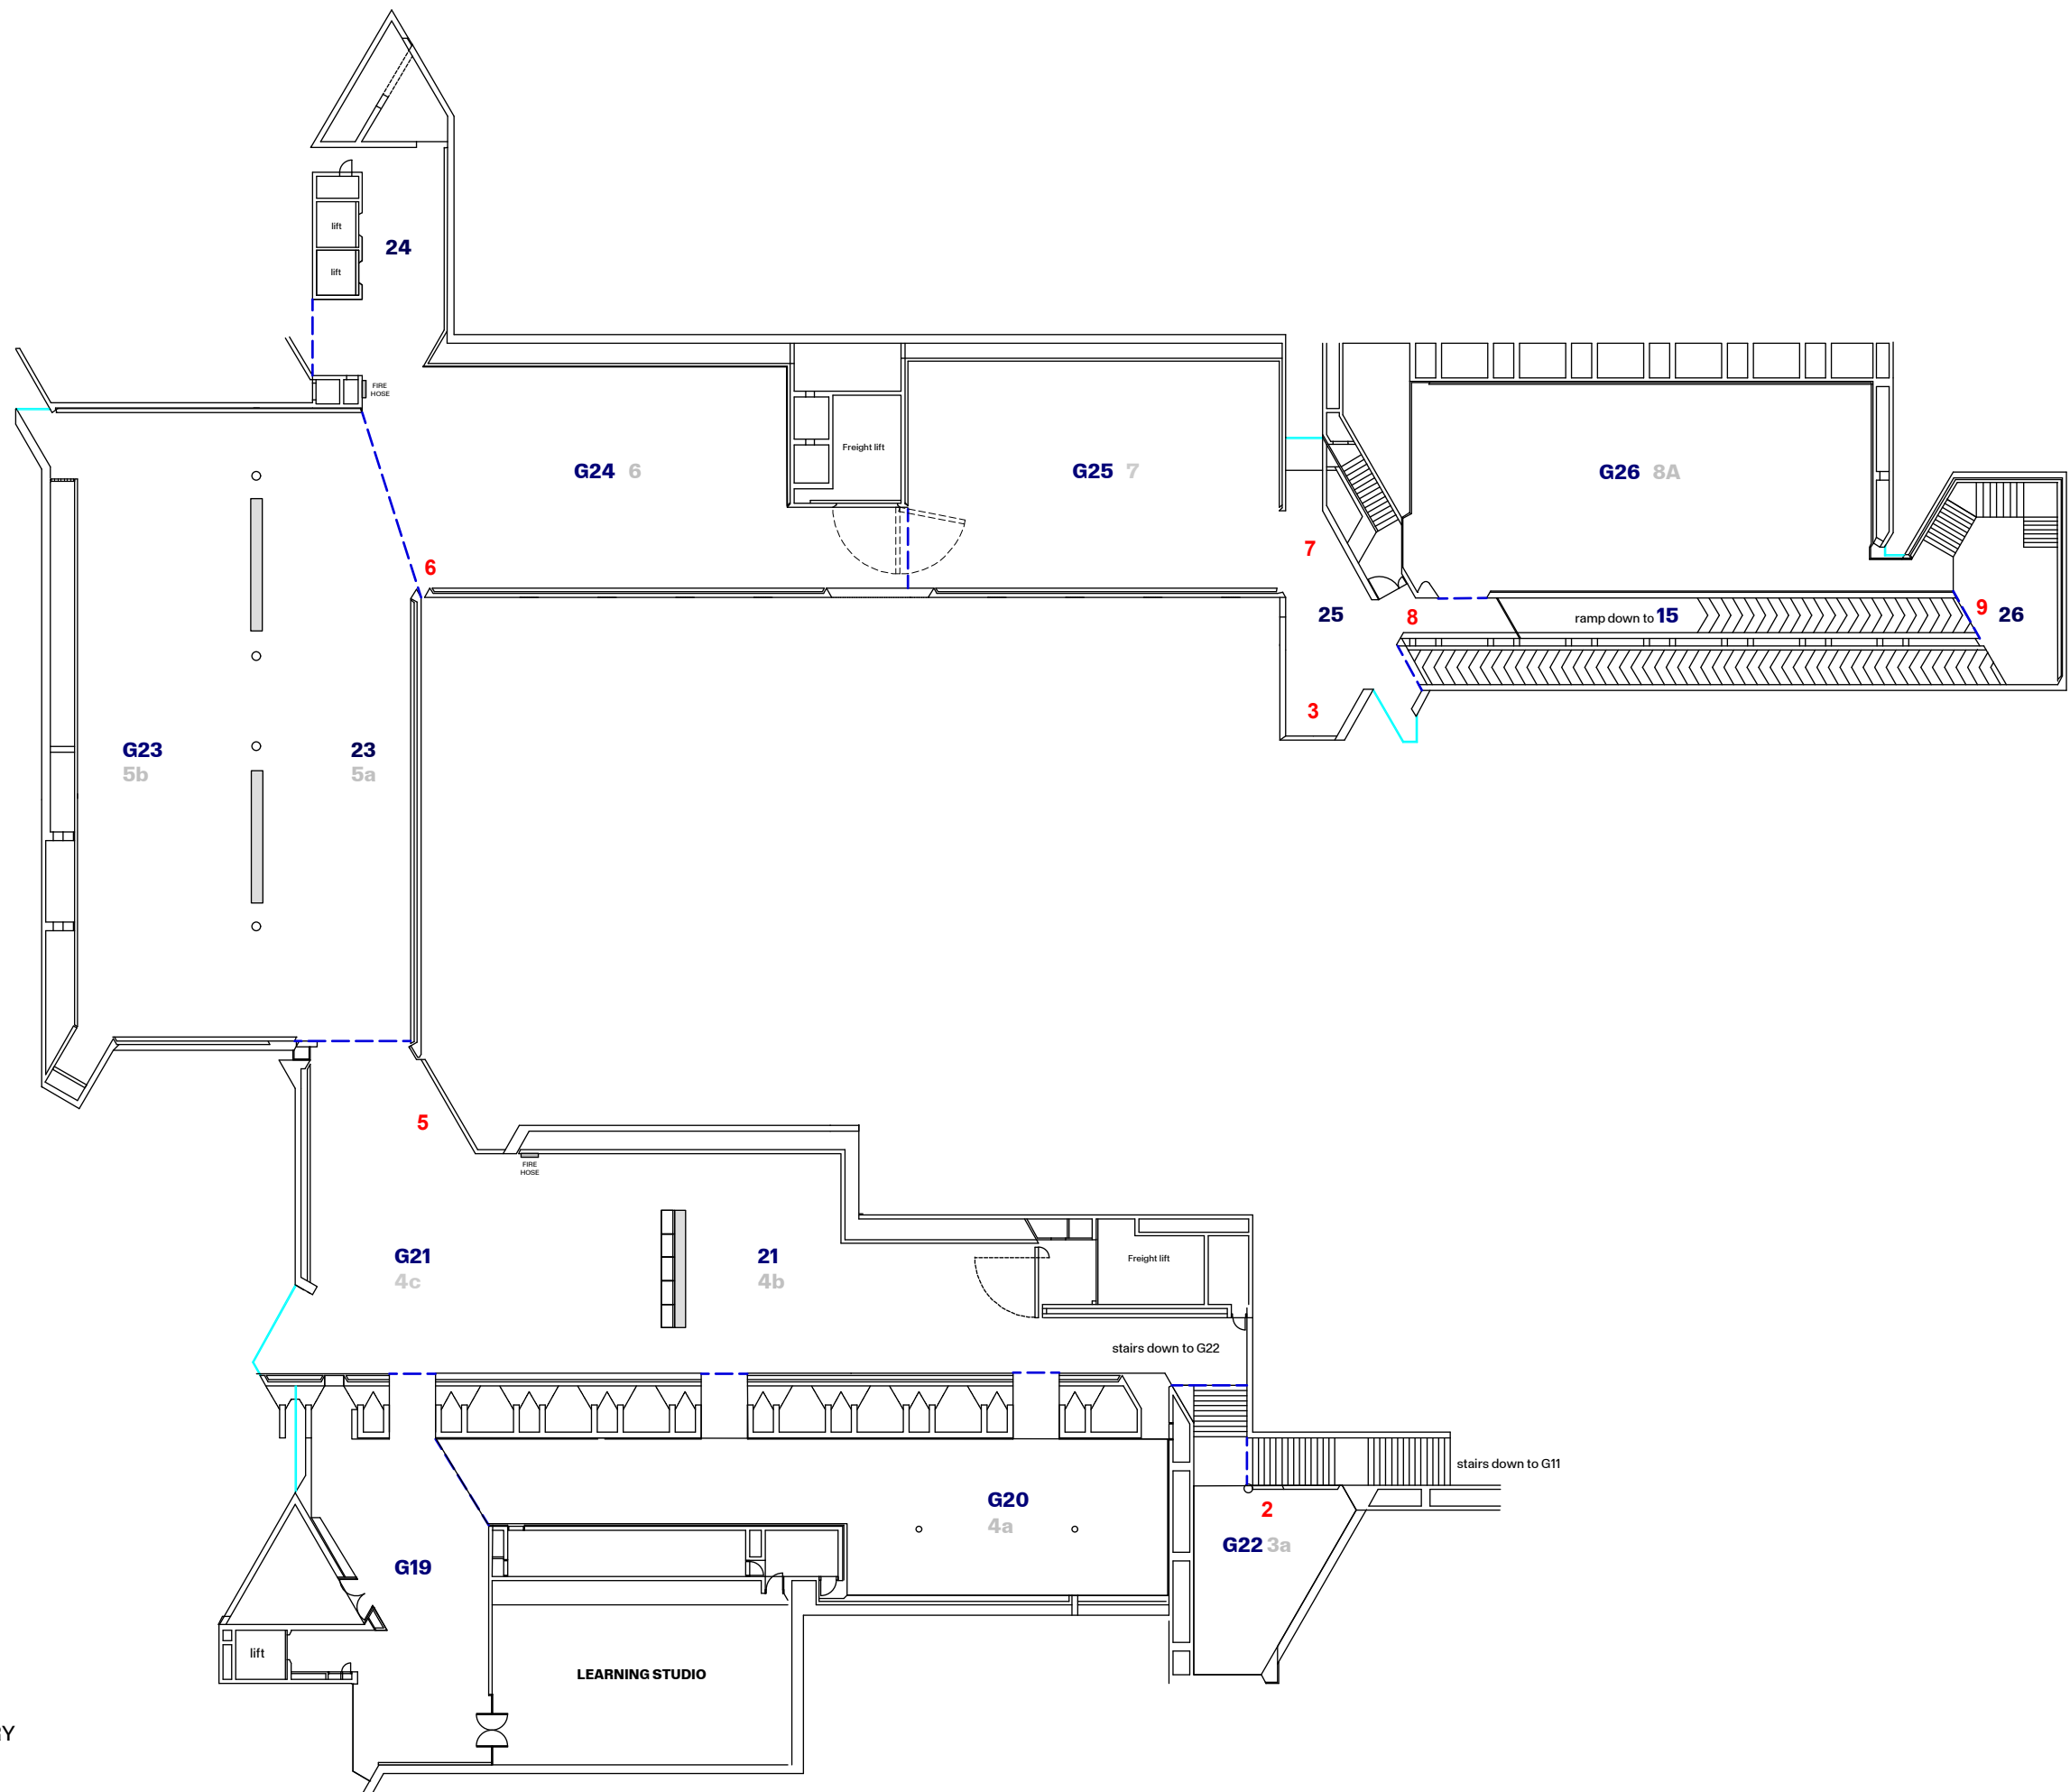 lift
24
lift
FIRE
HOSE
G24 6
Freight lift
G25 7
G26 8A
6
7
25
8
ramp down to 15
9
26
3
G23
5b
23
5a
5
FIRE
HOSE
G21
4c
21
4b
Freight lift
stairs down to G22
stairs down to G11
G20
4a
2
G22 3a
G19
lift
LEARNING STUDIO